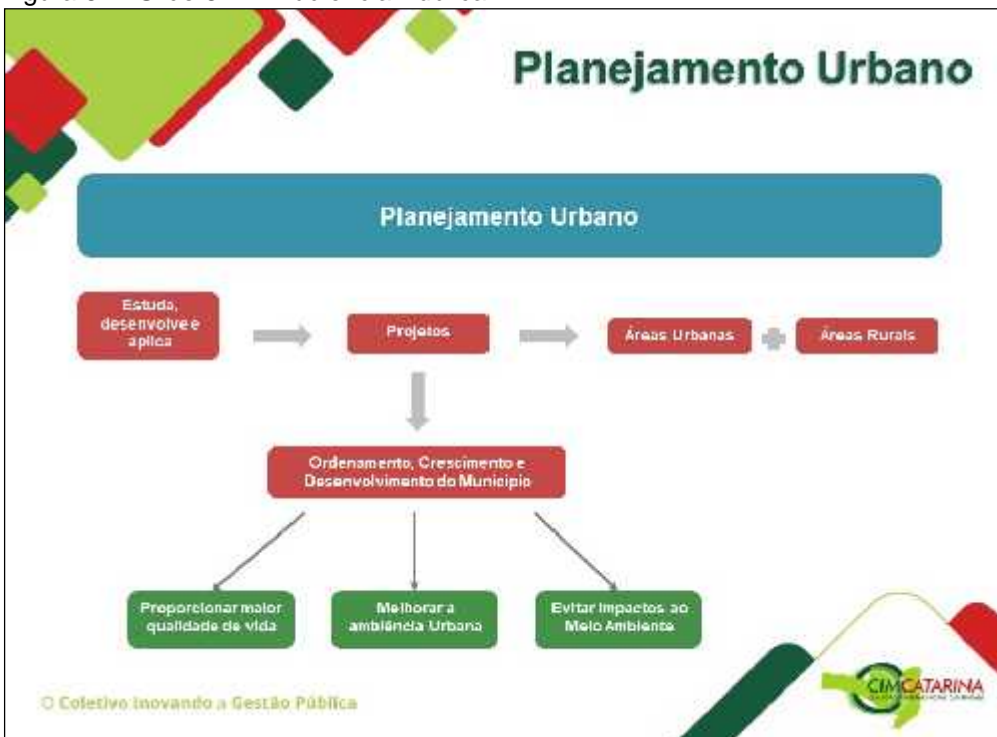 Planejamento Urbano
Planejamento Urbano
Estuda,
desenvolve e
aplica
Projetos
Áreas Urbanas
Áreas Rurais
Ordenamento, Crescimento e
Desenvolvimento do Município
Proporcionar maior
qualidade de vida
Melhorar a
ambiência Urbana
Evitar Impactos ao
Meio Ambiente
O Coletivo Inovando a Gestão Pública
CIMCATARINA